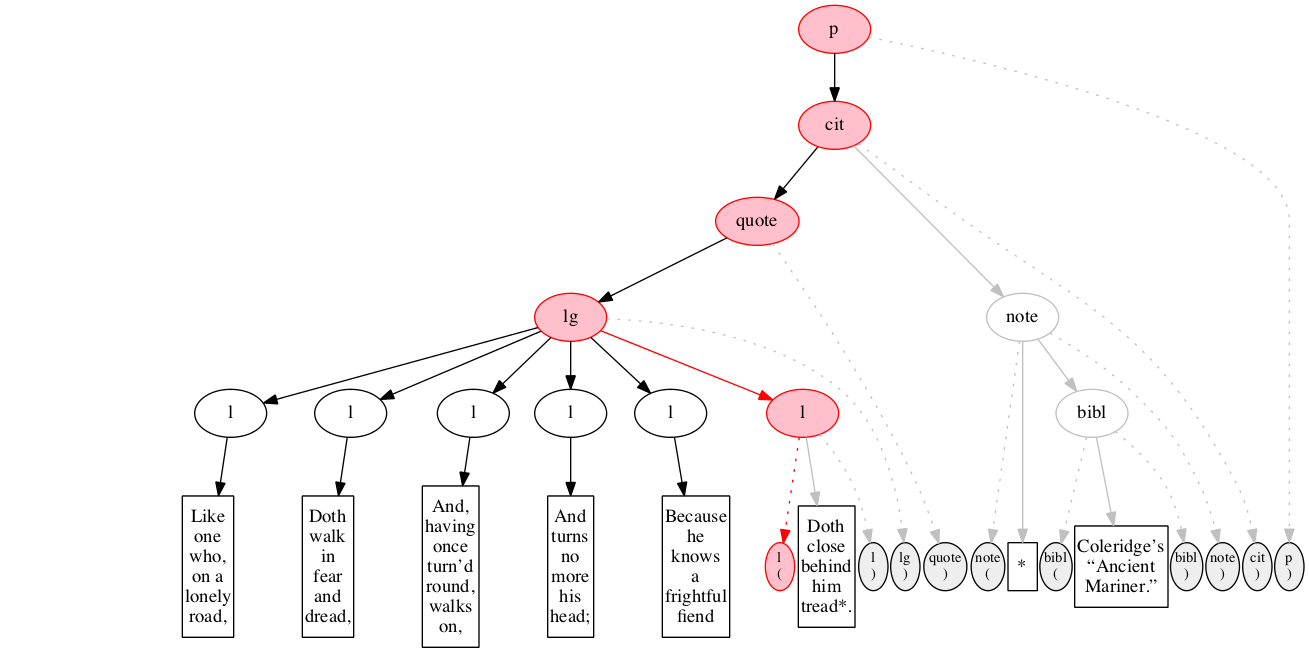 p
cit
quote
lg
note
l
l
l
l
l
l
bibl
Like
one
who,
on a
lonely
road,
Doth
walk
in
fear
and
dread,
And,
having
once
turn’d
round,
walks
on,
And
turns
no
more
his
head;
Because
he
knows
a
frightful
fiend
l
(
Doth
close
behind
him
tread*.
l
)
lg
)
quote
)
note
(
*
bibl
(
Coleridge’s
“Ancient
Mariner.”
bibl
)
note
)
cit
)
p
)